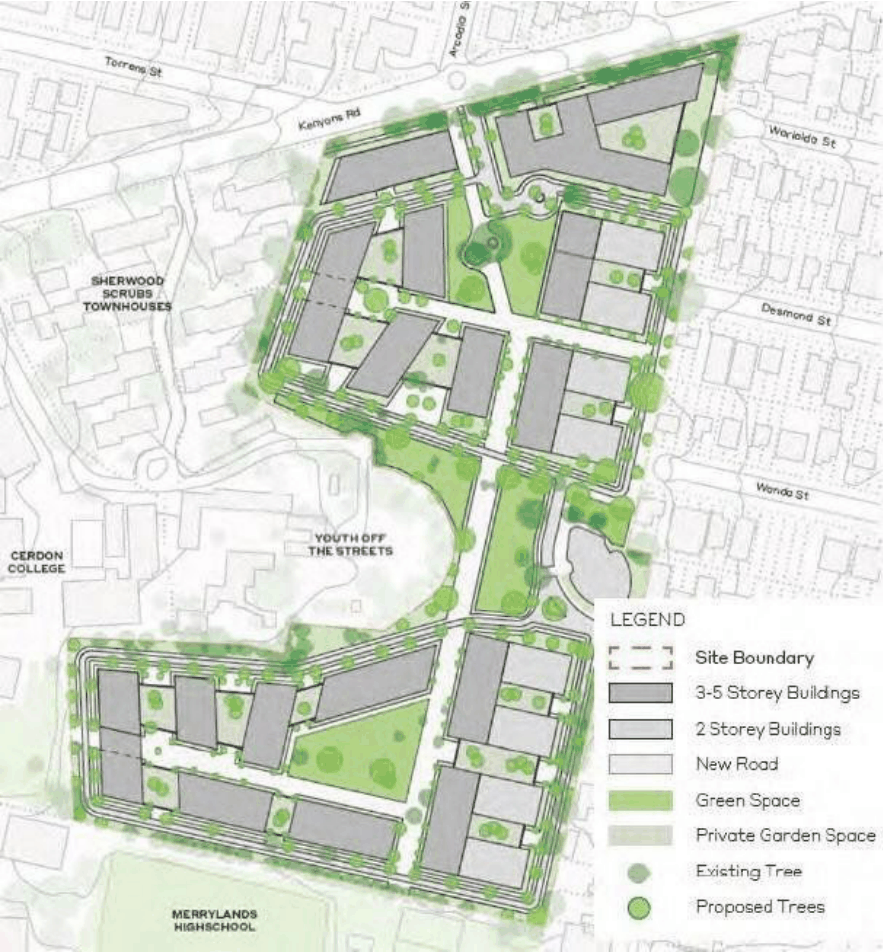 Arcadia S
Torrens St
Kenyons Rd
Warialda St
SHERWOOD
SCRUBS
TOWNHOUSES
Desmond St
Wanda St
YOUTH OFF
THE STREETS
CERDON
COLLEGE
LEGEND
Site Boundary
3-5 Storey Buildings
2 Storey Buildings
New Road
Green Space
Private Garden Space
Existing Tree
Proposed Trees
MERRYLANDS
HIGHSCHOOL